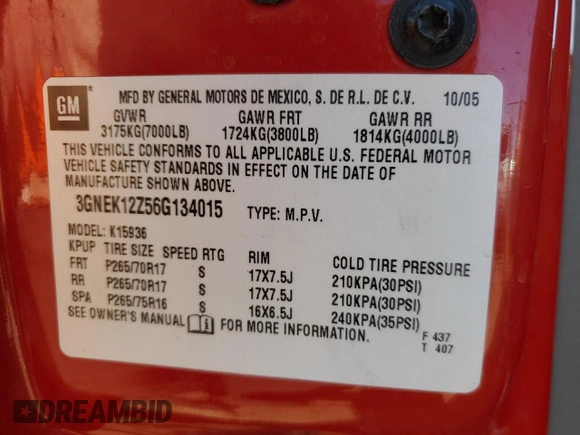 GM
MFD BY GENERAL MOTORS DE MEXICO, S. DE R.L. DE C.V. 10/05
GVWR GAWR FRT GAWR RR
3175KG(7000LB) 1724KG(3800LB) 1814KG(4000LB)
THIS VEHICLE CONFORMS TO ALL APPLICABLE U.S. FEDERAL MOTOR
VEHICLE SAFETY STANDARDS IN EFFECT ON THE DATE OF
MANUFACTURE SHOWN ABOVE.
3GNEK12Z56G134015 TYPE: M.P.V.
MODEL: K15936
KPUP TIRE SIZE SPEED RTG RIM COLD TIRE PRESSURE
FRT P265/70R17 S 17X7.5J 210KPA(30PSI)
RR P265/70R17 S 17X7.5J 210KPA(30PSI)
SPA P265/75R16 S 16X6.5J 240KPA(35PSI)
SEE OWNER'S MANUAL FOR MORE INFORMATION.
F 437
T 407
DREAMBID